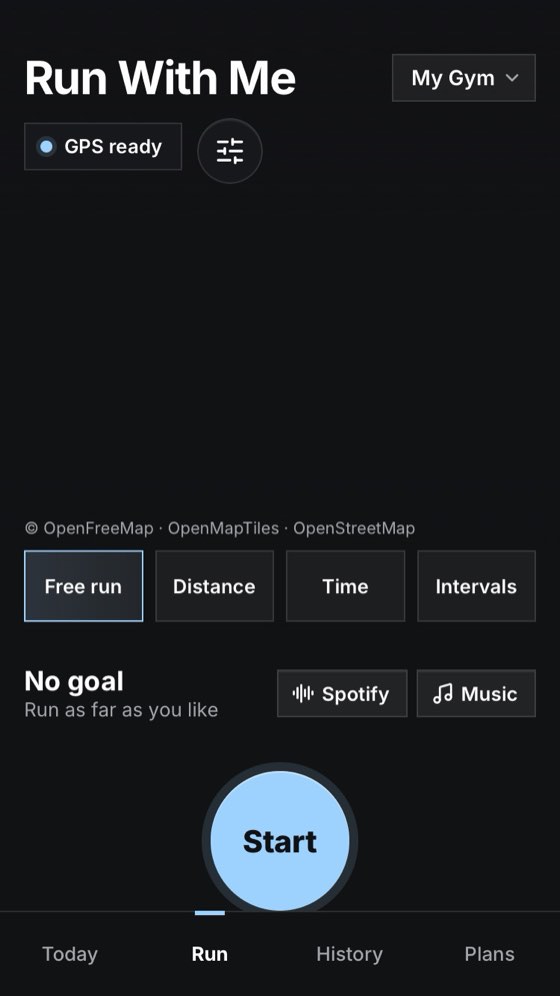 Run With Me
My Gym
GPS ready
© OpenFreeMap · OpenMapTiles · OpenStreetMap
Free run
Distance
Time
Intervals
No goal
Run as far as you like
Spotify
Music
Start
Today
Run
History
Plans